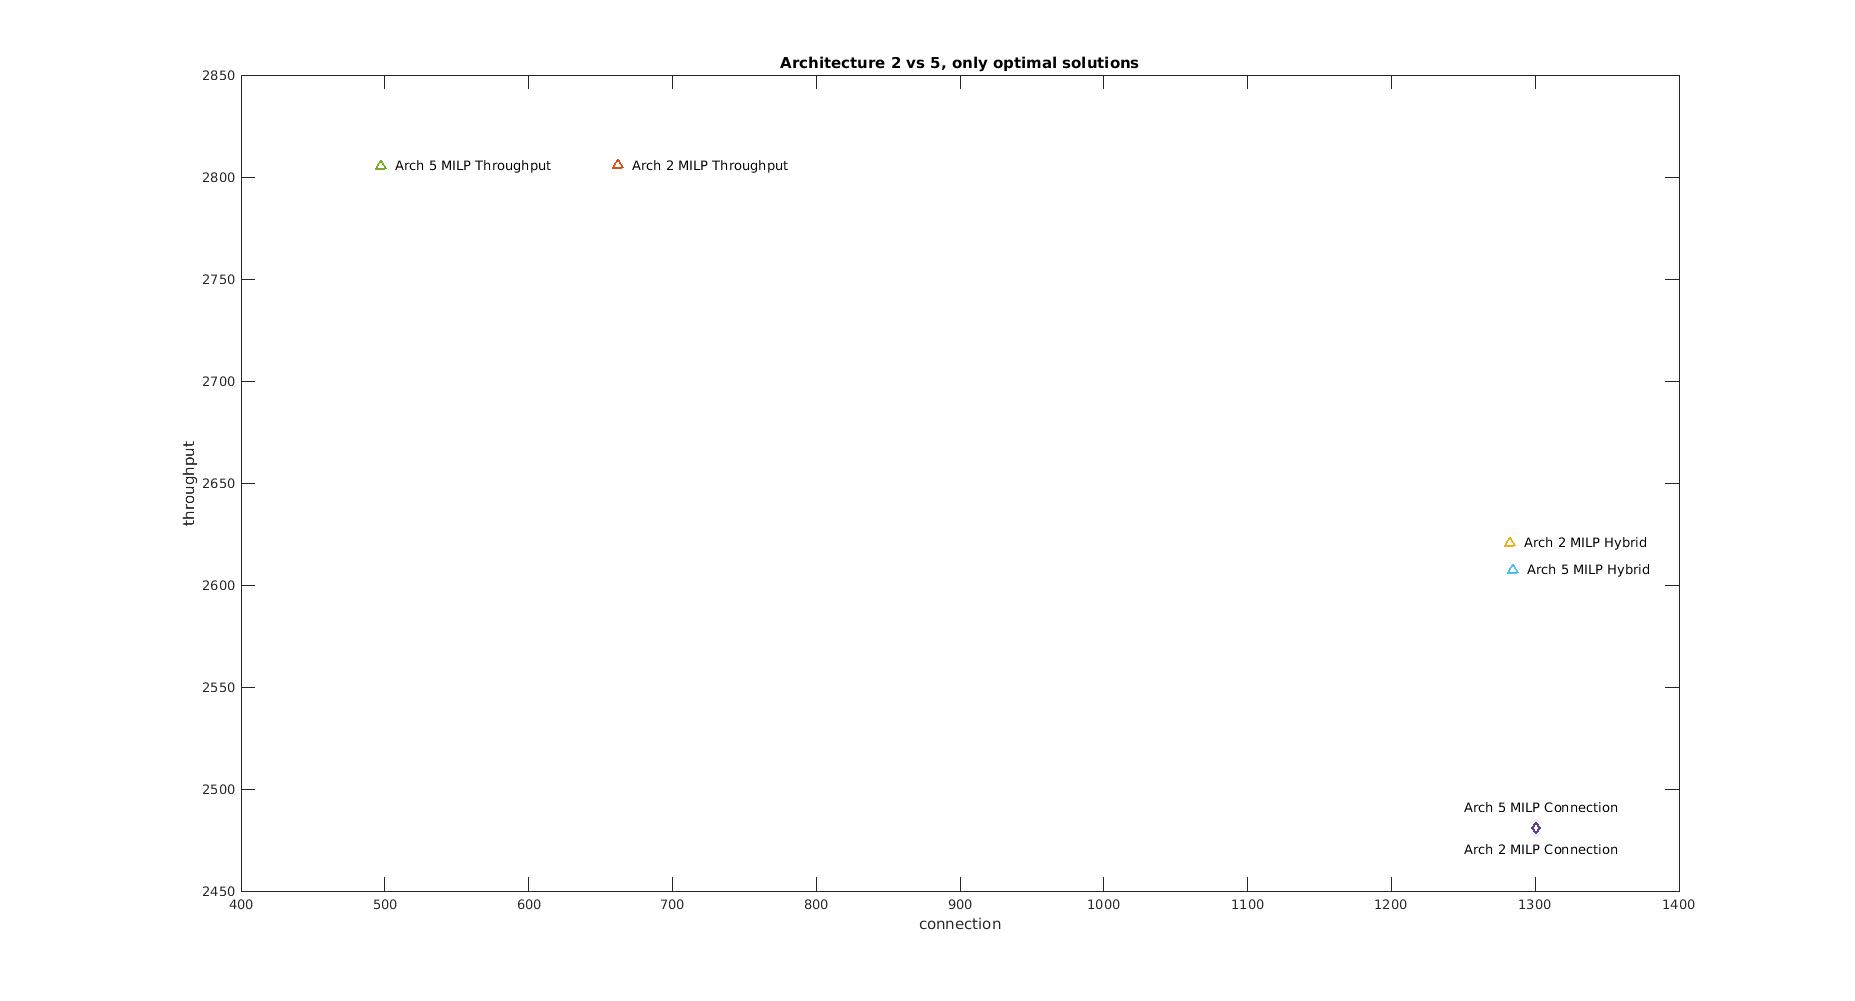 Architecture 2 vs 5, only optimal solutions
2850
2800
2750
2700
2650
2600
2550
2500
2450
throughput
Arch 5 MILP Throughput
Arch 2 MILP Throughput
Arch 2 MILP Hybrid
Arch 5 MILP Hybrid
Arch 5 MILP Connection
Arch 2 MILP Connection
400 500 600 700 800 900 1000 1100 1200 1300 1400
connection